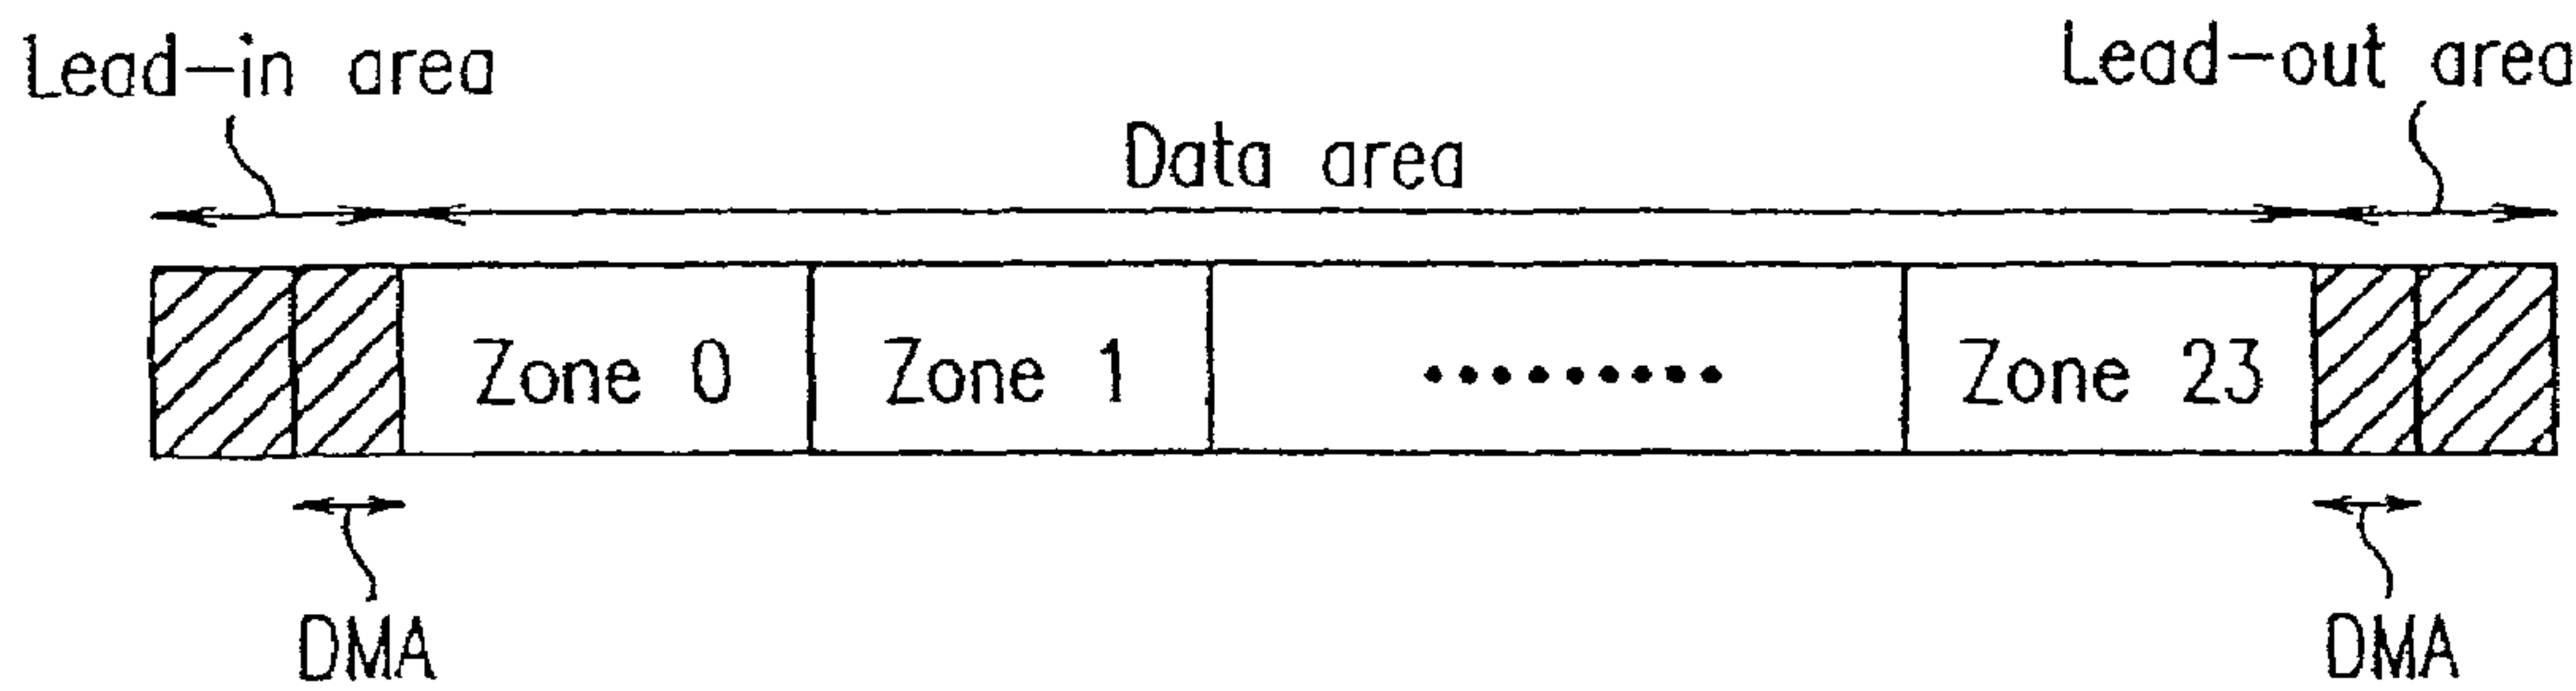 Lead-in area
Lead-out area
Data area
Zone 0
Zone 1
.........
Zone 23
DMA
DMA